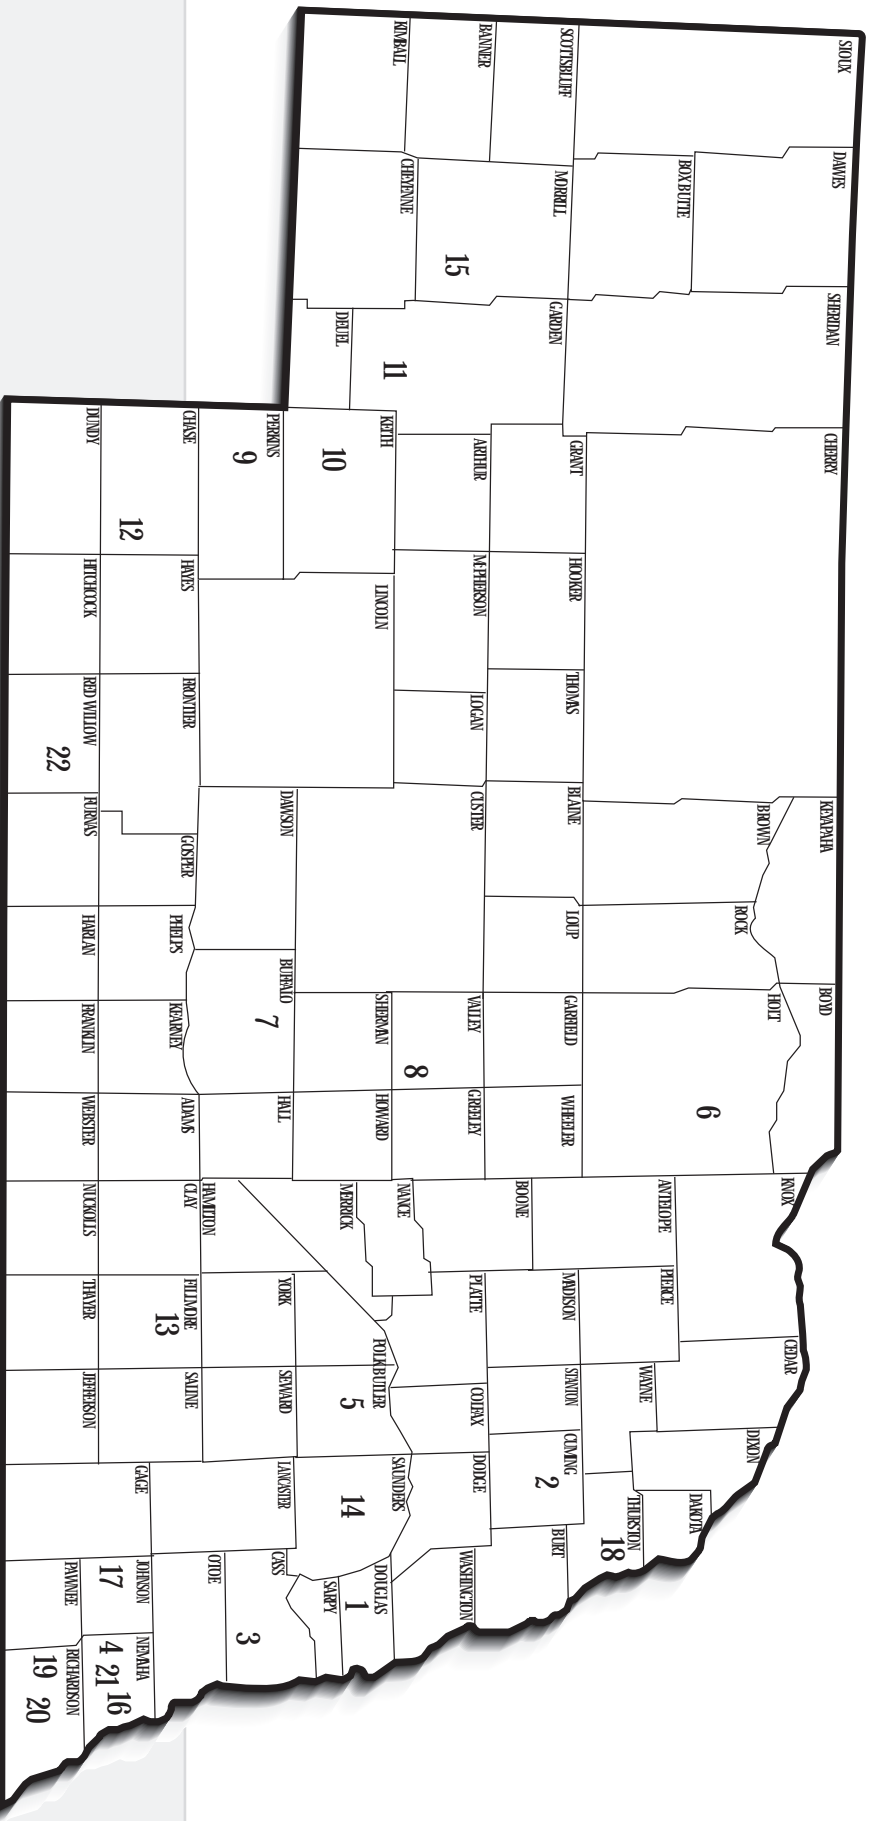 SIOUX
DAWES
SHERIDAN
CHERRY
KEYAPAHA
BOYD
KNOX
CEDAR
DIXON
DAKOTA
BOX BUTTE
BROWN
ROCK
HOLT
6
ANTELOPE
PIERCE
WAYNE
THURSTON
18
SCOTTSBLUFF
MORRILL
GARDEN
GRANT
HOOKER
THOMAS
BLAINE
LOUP
GARFIELD
WHEELER
BOONE
MADISON
STANTON
CUMING
2
BURT
BANNER
15
ARTHUR
McPHERSON
LOGAN
CUSTER
VALLEY
GREELEY
NANCE
PLATTE
COLFAX
DODGE
WASHINGTON
KIMBALL
CHEYENNE
DEUEL
11
KEITH
10
LINCOLN
SHERMAN
8
HOWARD
MERRICK
POLK
BUTLER
5
SAUNDERS
14
DOUGLAS
1
SARPY
PERKINS
9
DAWSON
BUFFALO
7
HALL
HAMILTON
YORK
SEWARD
LANCASTER
CASS
3
CHASE
12
HAYES
FRONTIER
GOSPER
PHELPS
KEARNEY
ADAMS
CLAY
FILLMORE
13
SALINE
GAGE
OTOE
JOHNSON
17
NEMAHA
4
21
16
DUNDY
HITCHCOCK
RED WILLOW
22
FURNAS
HARLAN
FRANKLIN
WEBSTER
NUCKOLLS
THAYER
JEFFERSON
PAWNEE
RICHARDSON
19
20